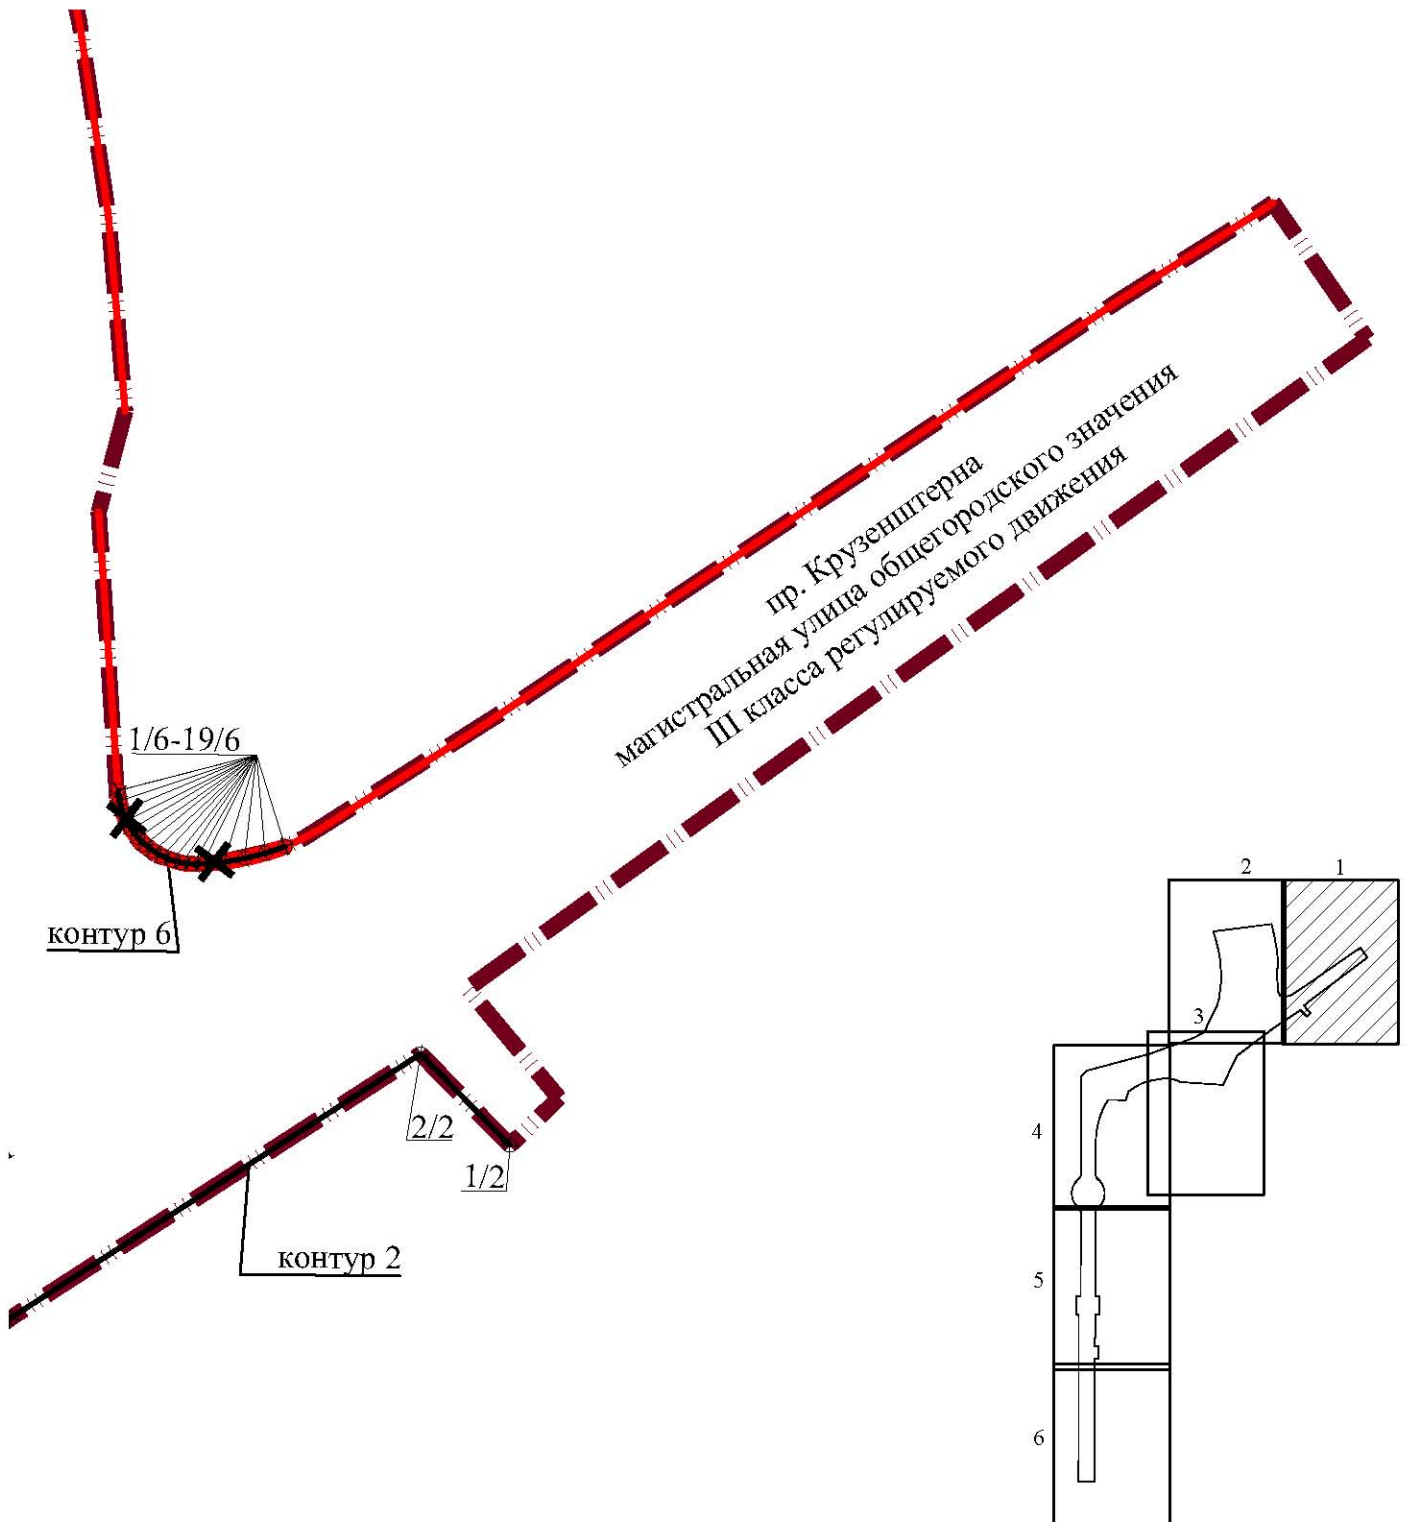 пр. Крузенштерна
магистральная улица общегородского значения
III класса регулируемого движения
1/6-19/6
контур 6
2/2
1/2
контур 2
2
1
3
4
5
6